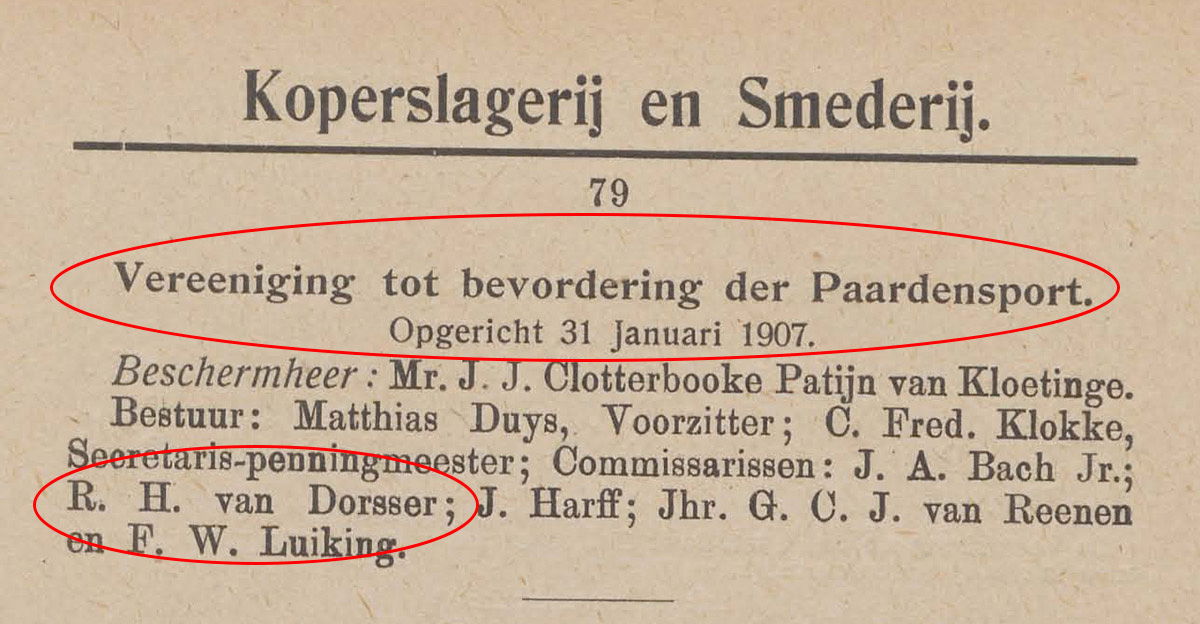 Koperslagerij en Smederij.
79
Vereeniging tot bevordering der Paardensport.
Opgericht 31 Januari 1907.
Beschermheer: Mr. J. J. Clotterbooke Patijn van Kloetinge.
Bestuur: Matthias Duys, Voorzitter; C. Fred. Klokke,
Secretaris-penningmeester; Commissarissen: J. A. Bach Jr.;
R. H. van Dorsser; J. Harff; Jhr. G. C. J. van Reenen
en F. W. Luiking.